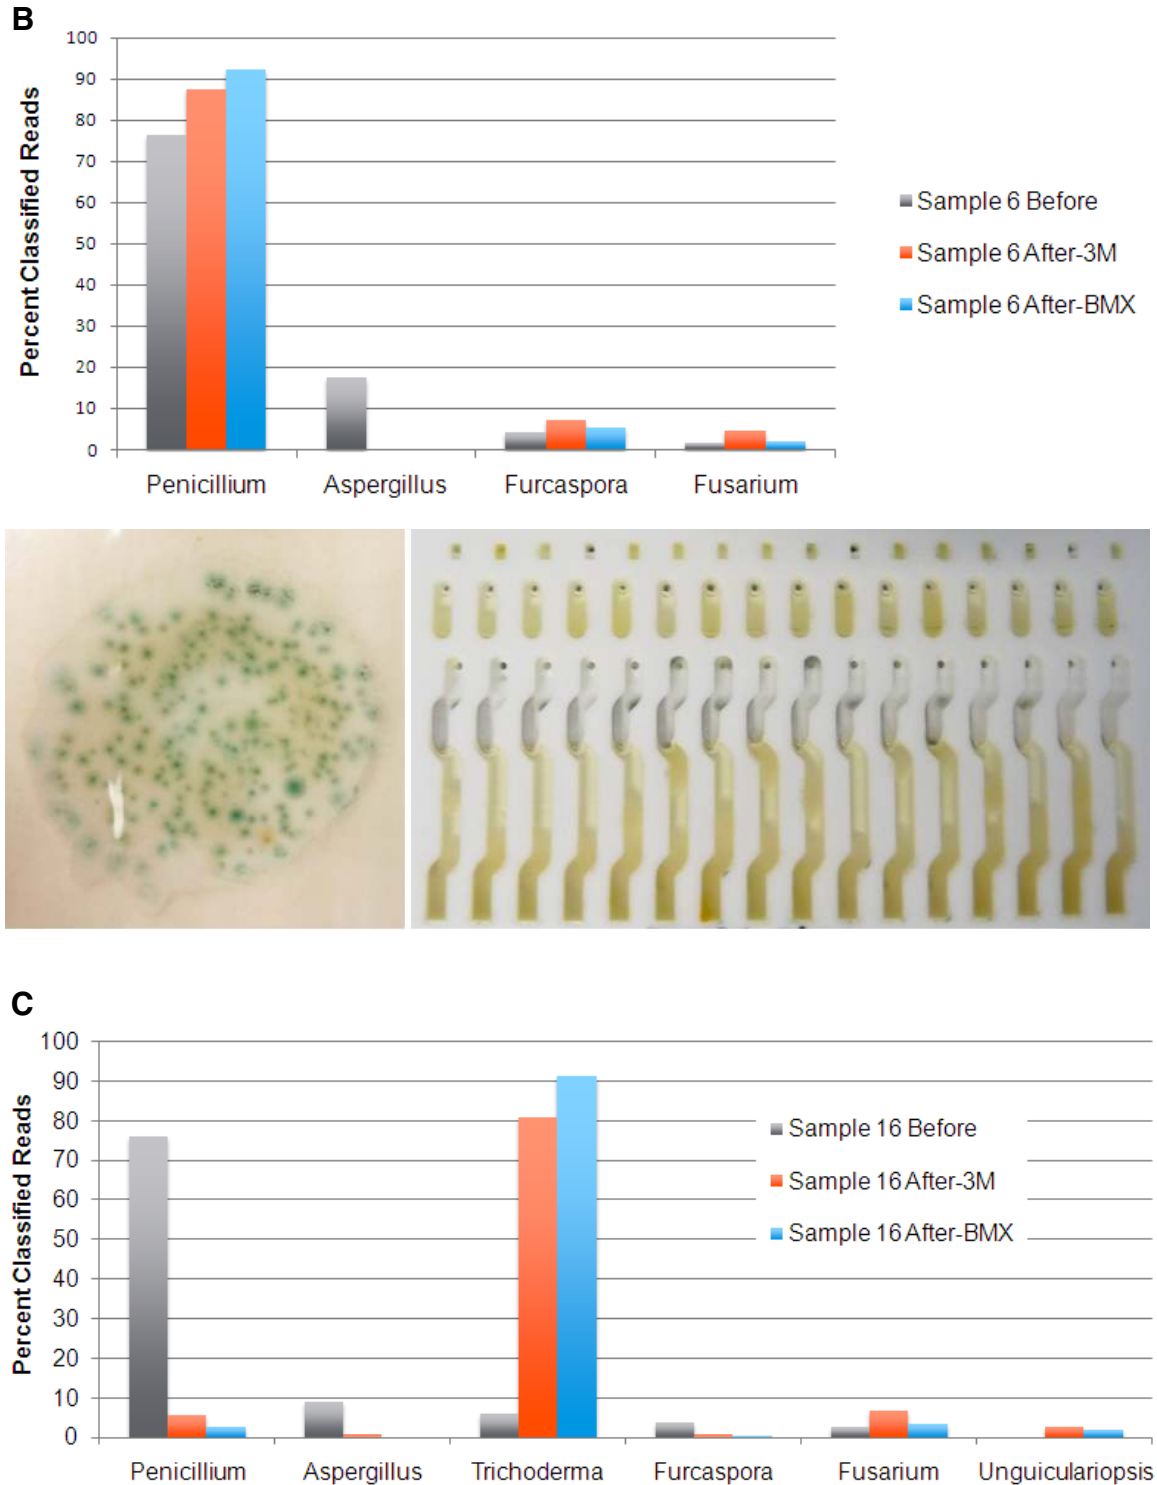 B
100
90
80
70
60
50
40
30
20
10
0
Percent Classified Reads
Penicillium Aspergillus Furcaspora Fusarium
Sample 6 Before
Sample 6 After-3M
Sample 6 After-BMX
C
100
90
80
70
60
50
40
30
20
10
0
Percent Classified Reads
Penicillium Aspergillus Trichoderma Furcaspora Fusarium Unguiculariopsis
Sample 16 Before
Sample 16 After-3M
Sample 16 After-BMX